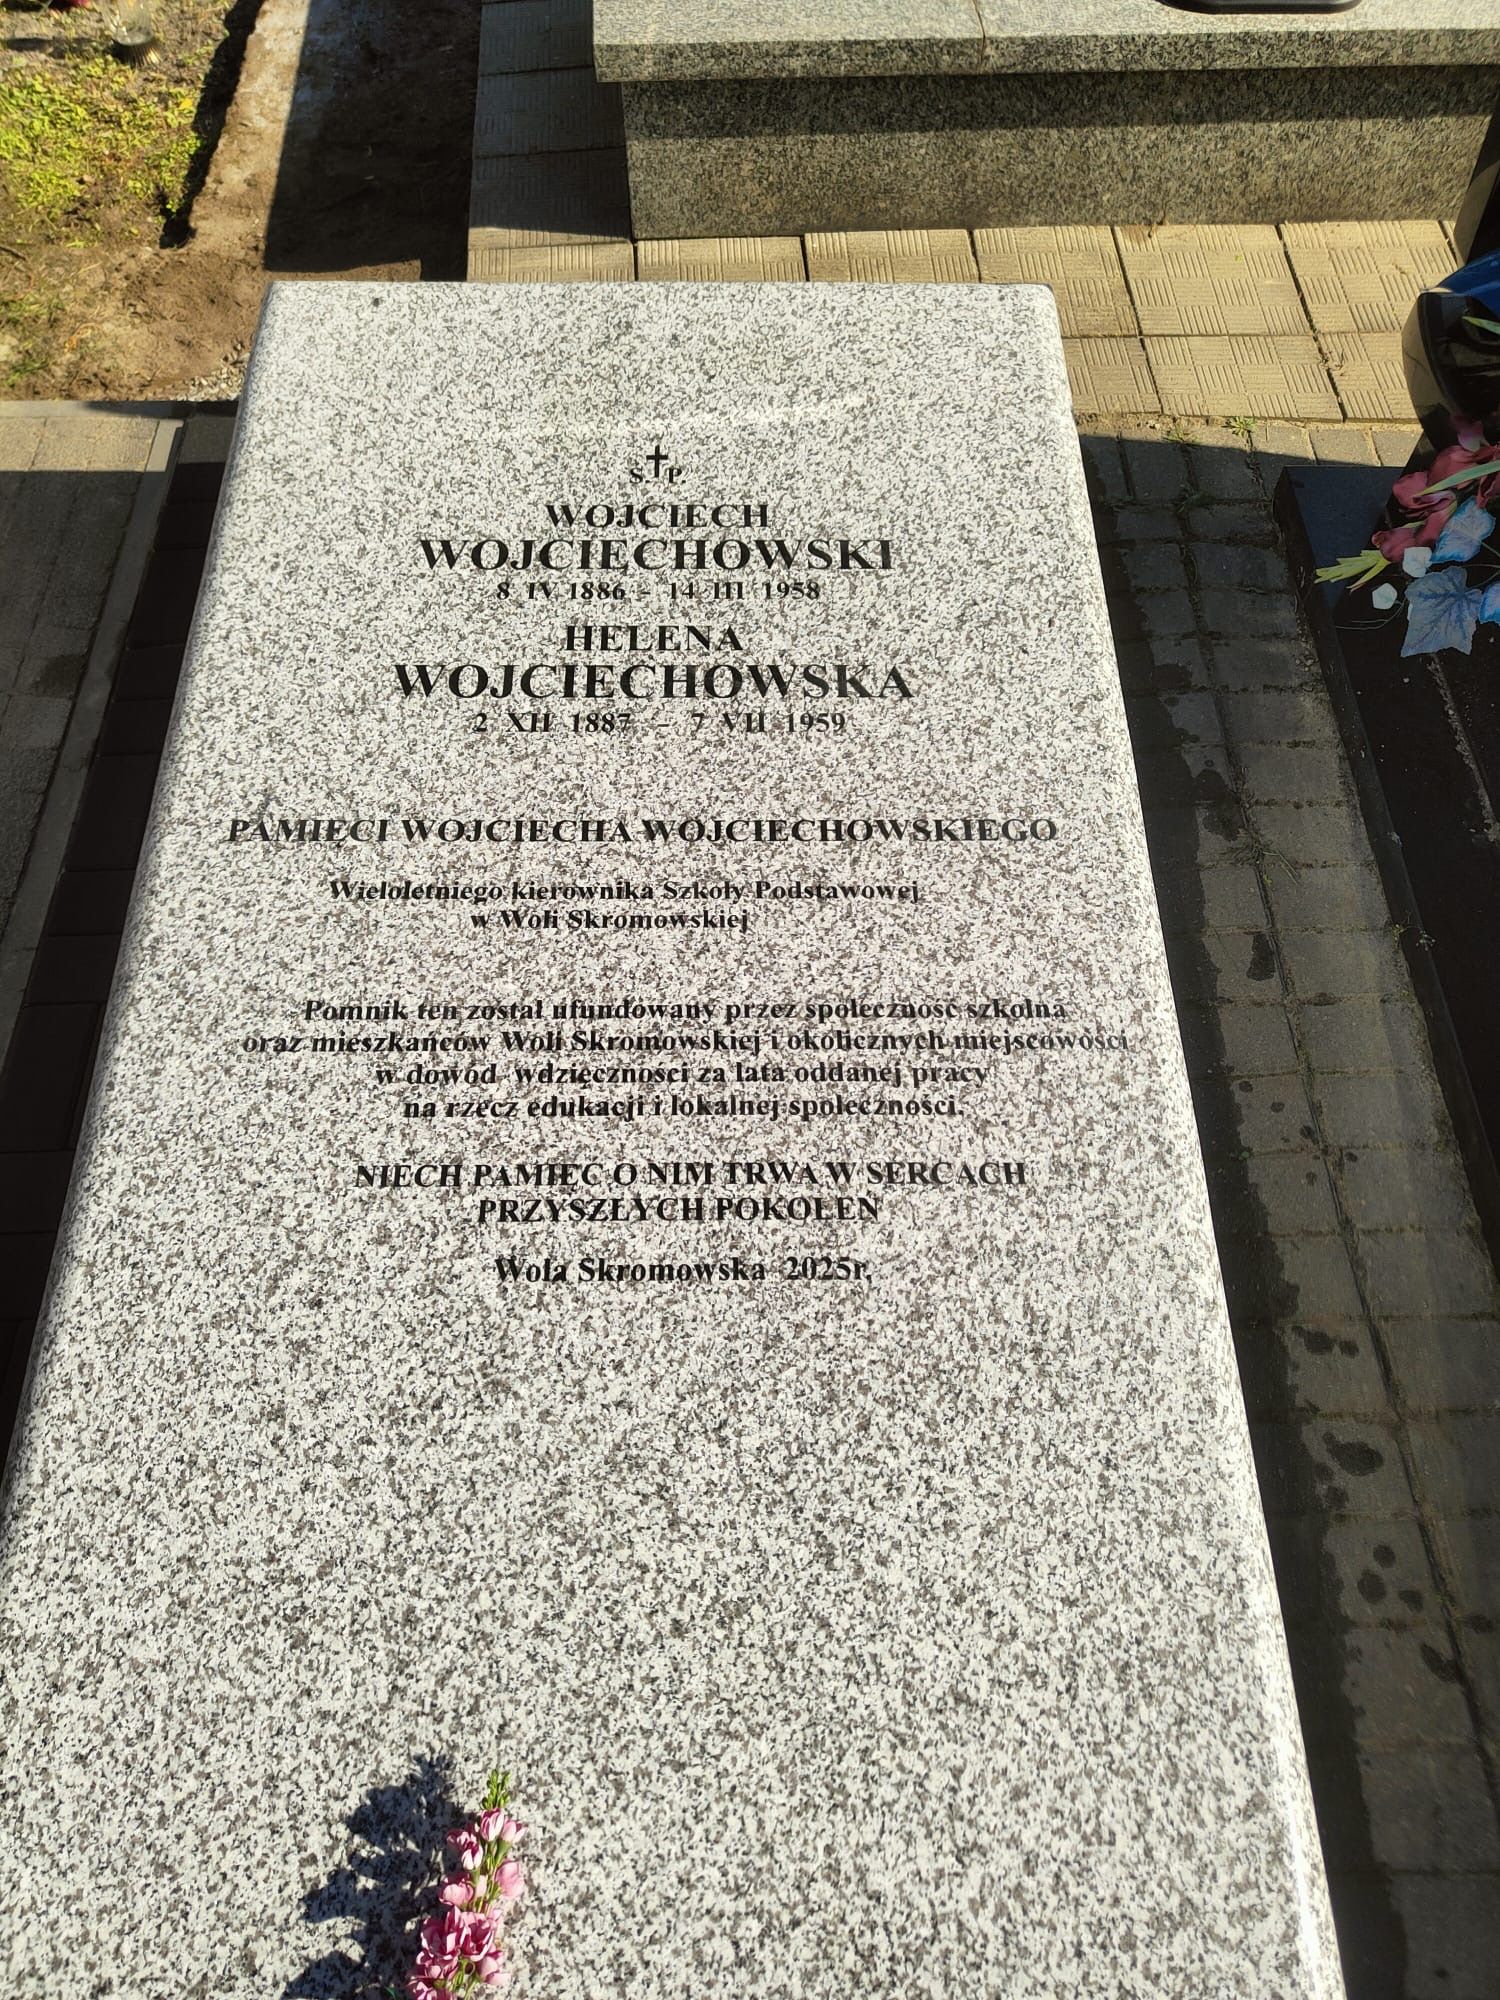 Ś.✝P.
WOJCIECH
WOJCIECHOWSKI
8 IV 1886 - 14 III 1958
HELENA
WOJCIECHOWSKA
2 XII 1887 - 7 VII 1959
PAMIĘCI WOJCIECHA WOJCIECHOWSKIEGO
Wieloletniego kierownika Szkoły Podstawowej
w Woli Skromowskiej
Pomnik ten został ufundowany przez społeczność szkolną
oraz mieszkańców Woli Skromowskiej i okolicznych miejscowości
w dowód wdzięczności za lata oddanej pracy
na rzecz edukacji i lokalnej społeczności.
NIECH PAMIĘĆ O NIM TRWA W SERCACH
PRZYSZŁYCH POKOLEŃ
Wola Skromowska 2025r.